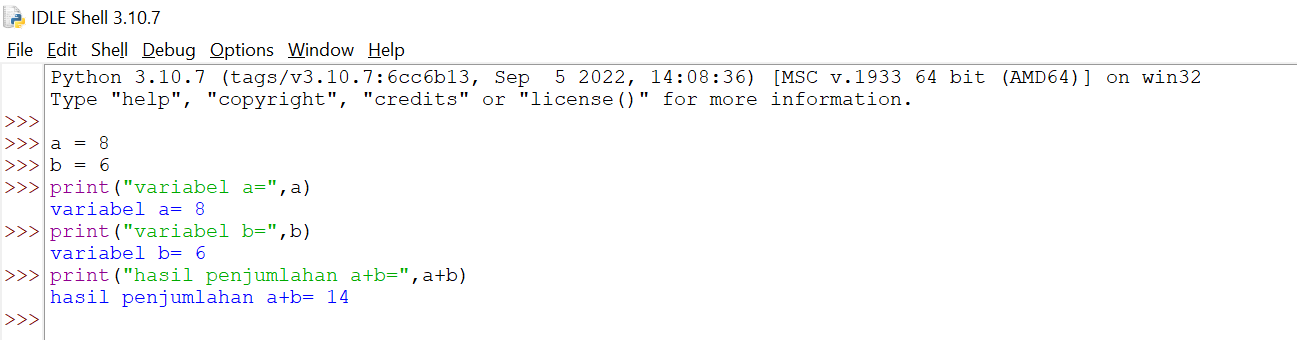 IDLE Shell 3.10.7
File Edit Shell Debug Options Window Help
Python 3.10.7 (tags/v3.10.7:6cc6b13, Sep  5 2022, 14:08:36) [MSC v.1933 64 bit (AMD64)] on win32
Type "help", "copyright", "credits" or "license()" for more information.
>>>
>>> a = 8
>>> b = 6
>>> print("variabel a=",a)
variabel a= 8
>>> print("variabel b=",b)
variabel b= 6
>>> print("hasil penjumlahan a+b=",a+b)
hasil penjumlahan a+b= 14
>>>